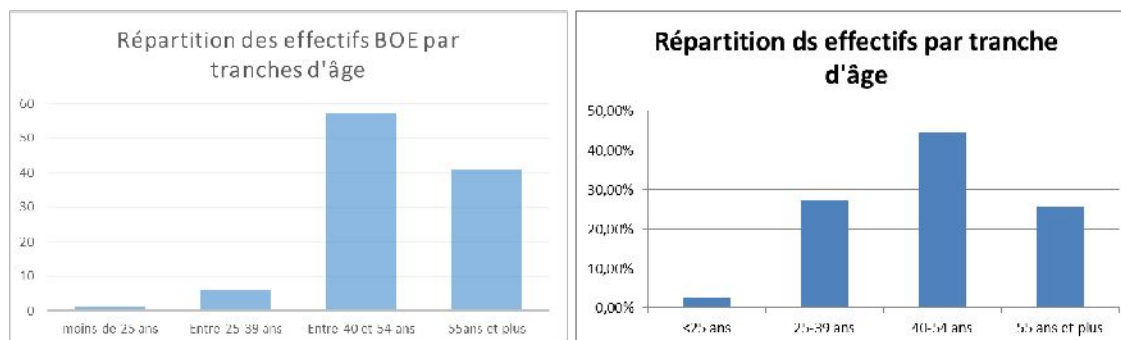 Répartition des effectifs BOE par
tranches d'âge
60
50
40
30
20
10
0
moins de 25 ans
Entre 25-39 ans
Entre 40 et 54 ans
55ans et plus
Répartition ds effectifs par tranche
d'âge
50,00%
40,00%
30,00%
20,00%
10,00%
0,00%
<25 ans
25-39 ans
40-54 ans
55 ans et plus